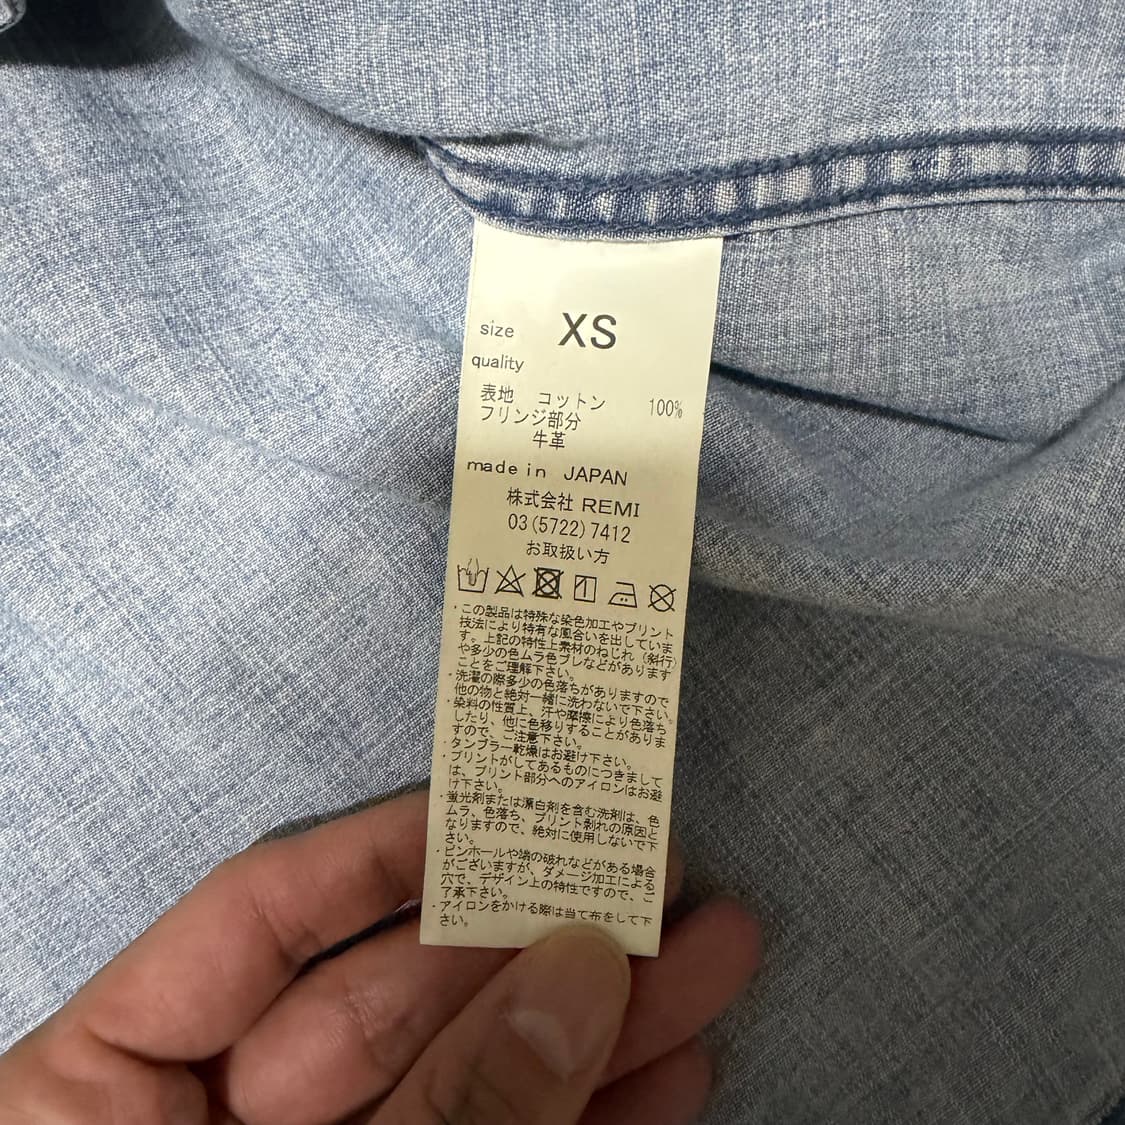 size XS
quality
表地 コットン 100%
フリンジ部分
牛革
made in JAPAN
株式会社 REMI
03(5722)7412
お取扱い方
・この製品は特殊な染色加工やプリント
技法により特有な風合いを出していま
す。上記の特性上素材のねじれ（斜行）
や多少の色ムラ色ブレなどがあります
ことをご理解下さい。
・洗濯の際多少の色落ちがありますので
他の物と絶対一緒に洗わないで下さい。
・染料の性質上、汗や摩擦により色落ち
したり、他に色移りすることがありま
すので、ご注意下さい。
・タンブラー乾燥はお避け下さい。
・プリントがしてあるものにつきまして
は、プリント部分へのアイロンはお避
け下さい。
・蛍光剤または漂白剤を含む洗剤は、色
ムラ、色落ち、プリント剥れの原因と
なりますので、絶対に使用しないで下
さい。
・ピンホールや端の破れなどがある場合
がございますが、ダメージ加工による
穴で、デザイン上の特性ですので、ご
了承下さい。
・アイロンをかける際は当て布をして下
さい。